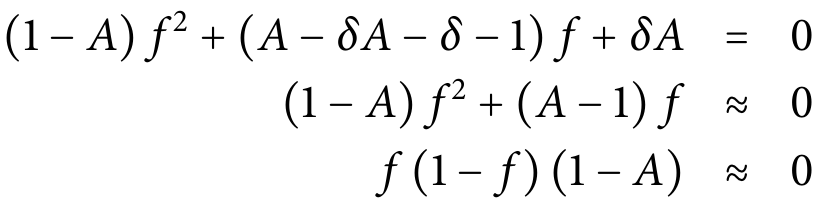 (1 − A) f² + (A − δA − δ − 1) f + δA = 0
(1 − A) f² + (A − 1) f ≈ 0
f (1 − f) (1 − A) ≈ 0